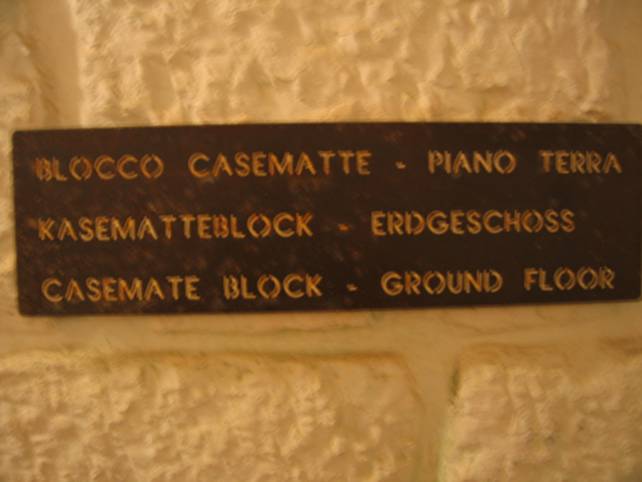 BLOCCO CASEMATTE - PIANO TERRA
KASEMATTEBLOCK - ERDGESCHOSS
CASEMATE BLOCK - GROUND FLOOR